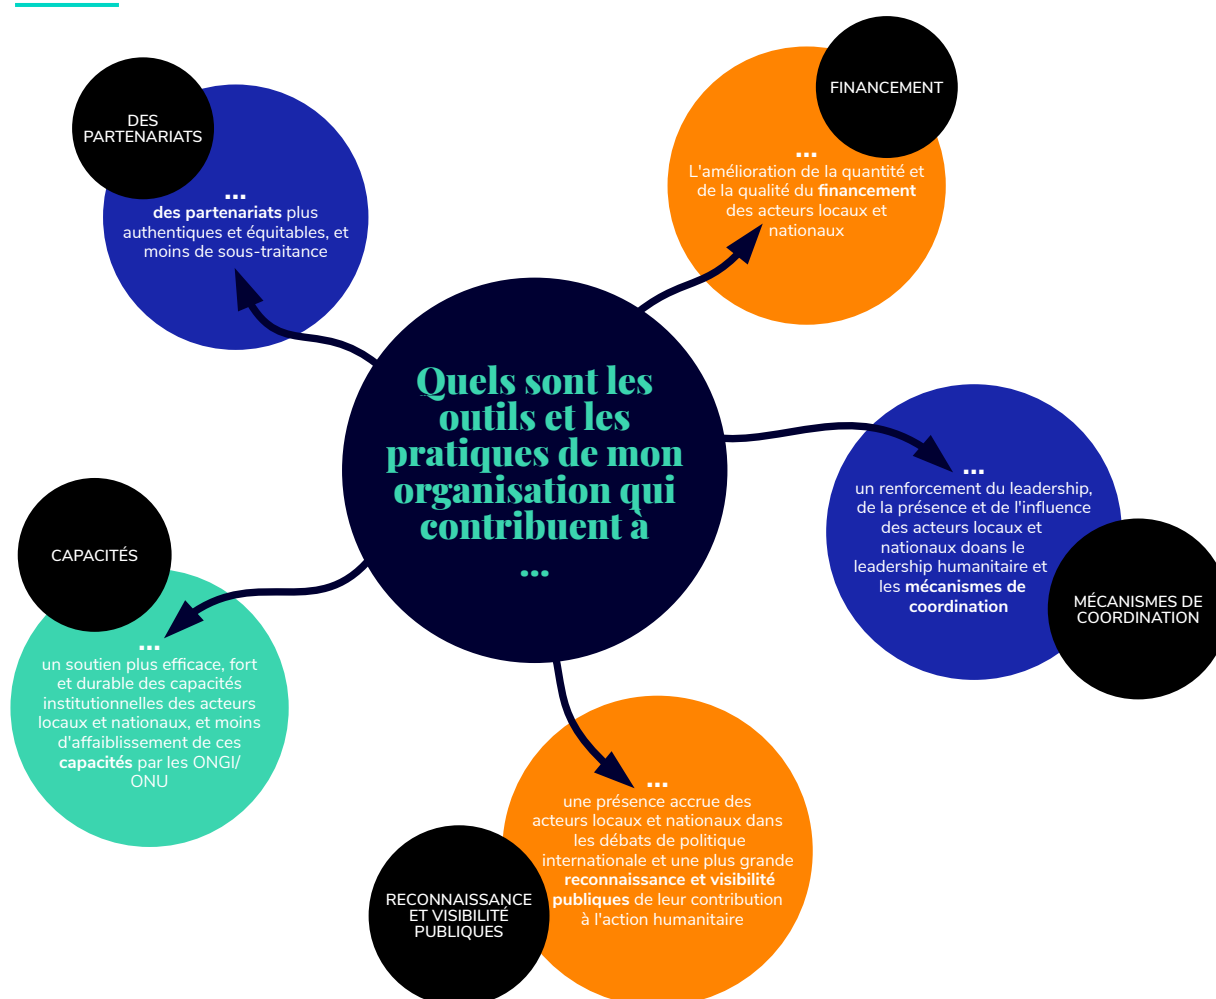 DES
PARTENARIATS
...
des partenariats plus
authentiques et équitables, et
moins de sous-traitance
FINANCEMENT
...
L'amélioration de la quantité et
de la qualité du financement
des acteurs locaux et
nationaux
Quels sont les
outils et les
pratiques de mon
organisation qui
contribuent à
...
...
un renforcement du leadership,
de la présence et de l'influence
des acteurs locaux et
nationaux doans le
leadership humanitaire et
les mécanismes de
coordination
MÉCANISMES DE
COORDINATION
CAPACITÉS
...
un soutien plus efficace, fort
et durable des capacités
institutionnelles des acteurs
locaux et nationaux, et moins
d'affaiblissement de ces
capacités par les ONGI/
ONU
...
une présence accrue des
acteurs locaux et nationaux dans
les débats de politique
internationale et une plus grande
reconnaissance et visibilité
publiques de leur contribution
à l'action humanitaire
RECONNAISSANCE
ET VISIBILITÉ
PUBLIQUES